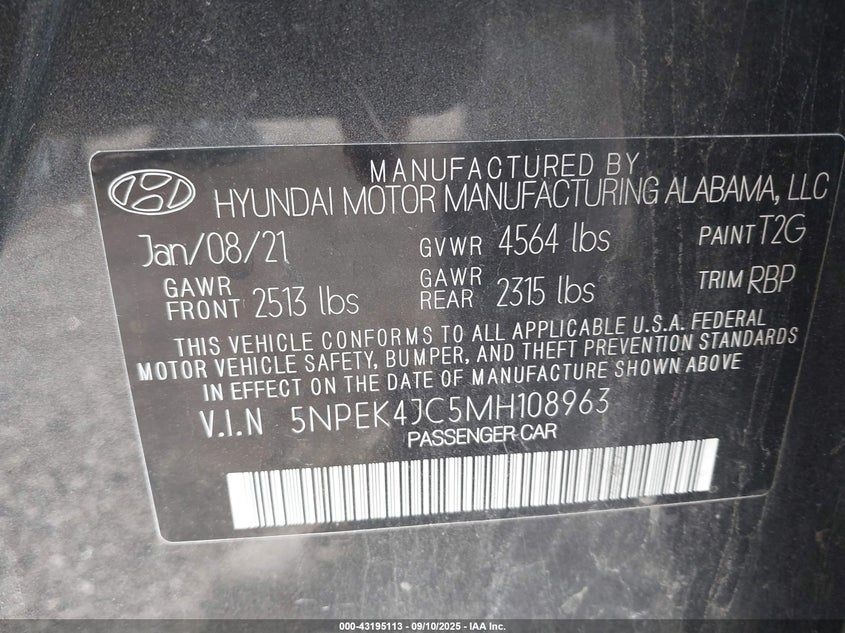 MANUFACTURED BY
HYUNDAI MOTOR MANUFACTURING ALABAMA, LLC
Jan/08/21 GVWR 4564 lbs PAINT T2G
GAWR FRONT 2513 lbs GAWR REAR 2315 lbs TRIM RBP
THIS VEHICLE CONFORMS TO ALL APPLICABLE U.S.A. FEDERAL
MOTOR VEHICLE SAFETY, BUMPER, AND THEFT PREVENTION STANDARDS
IN EFFECT ON THE DATE OF MANUFACTURE SHOWN ABOVE
V.I.N 5NPEK4JC5MH108963
PASSENGER-CAR
000-43195113 - 09/10/2025 - IAA Inc.